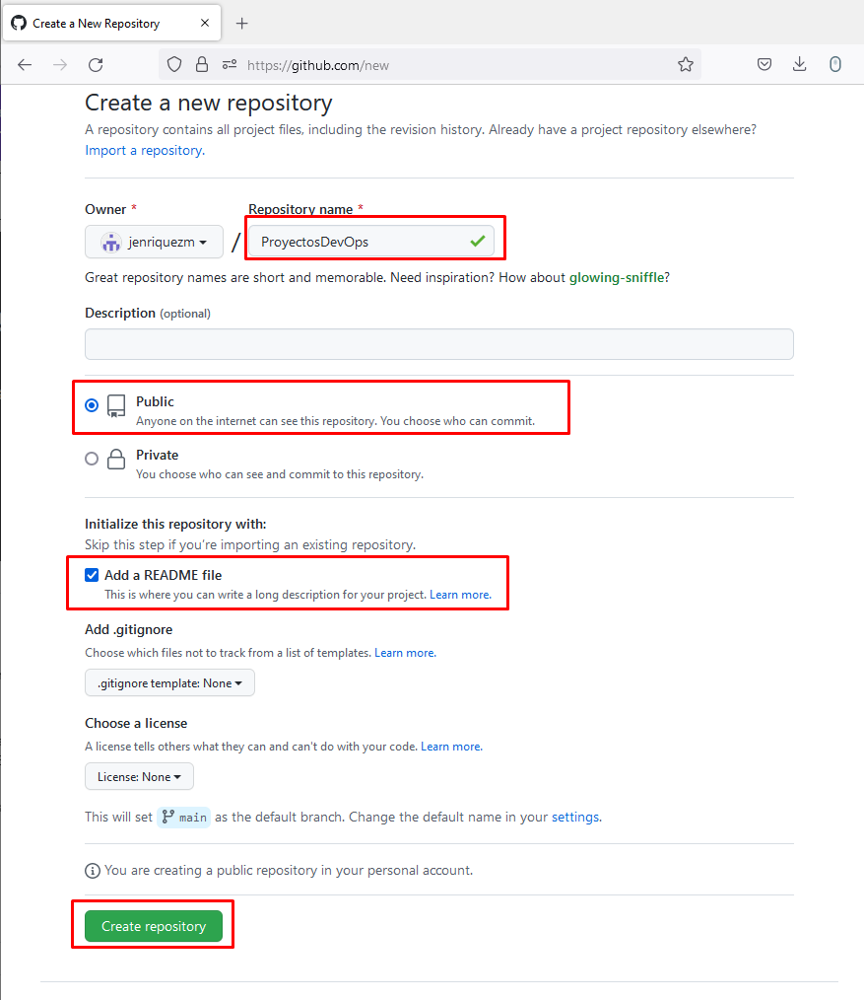 Create a New Repository
https://github.com/new
Create a new repository
A repository contains all project files, including the revision history. Already have a project repository elsewhere?
Import a repository.
Owner * Repository name *
jenriquezm / ProyectosDevOps
Great repository names are short and memorable. Need inspiration? How about glowing-sniffle?
Description (optional)
Public
Anyone on the internet can see this repository. You choose who can commit.
Private
You choose who can see and commit to this repository.
Initialize this repository with:
Skip this step if you're importing an existing repository.
Add a README file
This is where you can write a long description for your project. Learn more.
Add .gitignore
Choose which files not to track from a list of templates. Learn more.
.gitignore template: None
Choose a license
A license tells others what they can and can't do with your code. Learn more.
License: None
This will set main as the default branch. Change the default name in your settings.
You are creating a public repository in your personal account.
Create repository